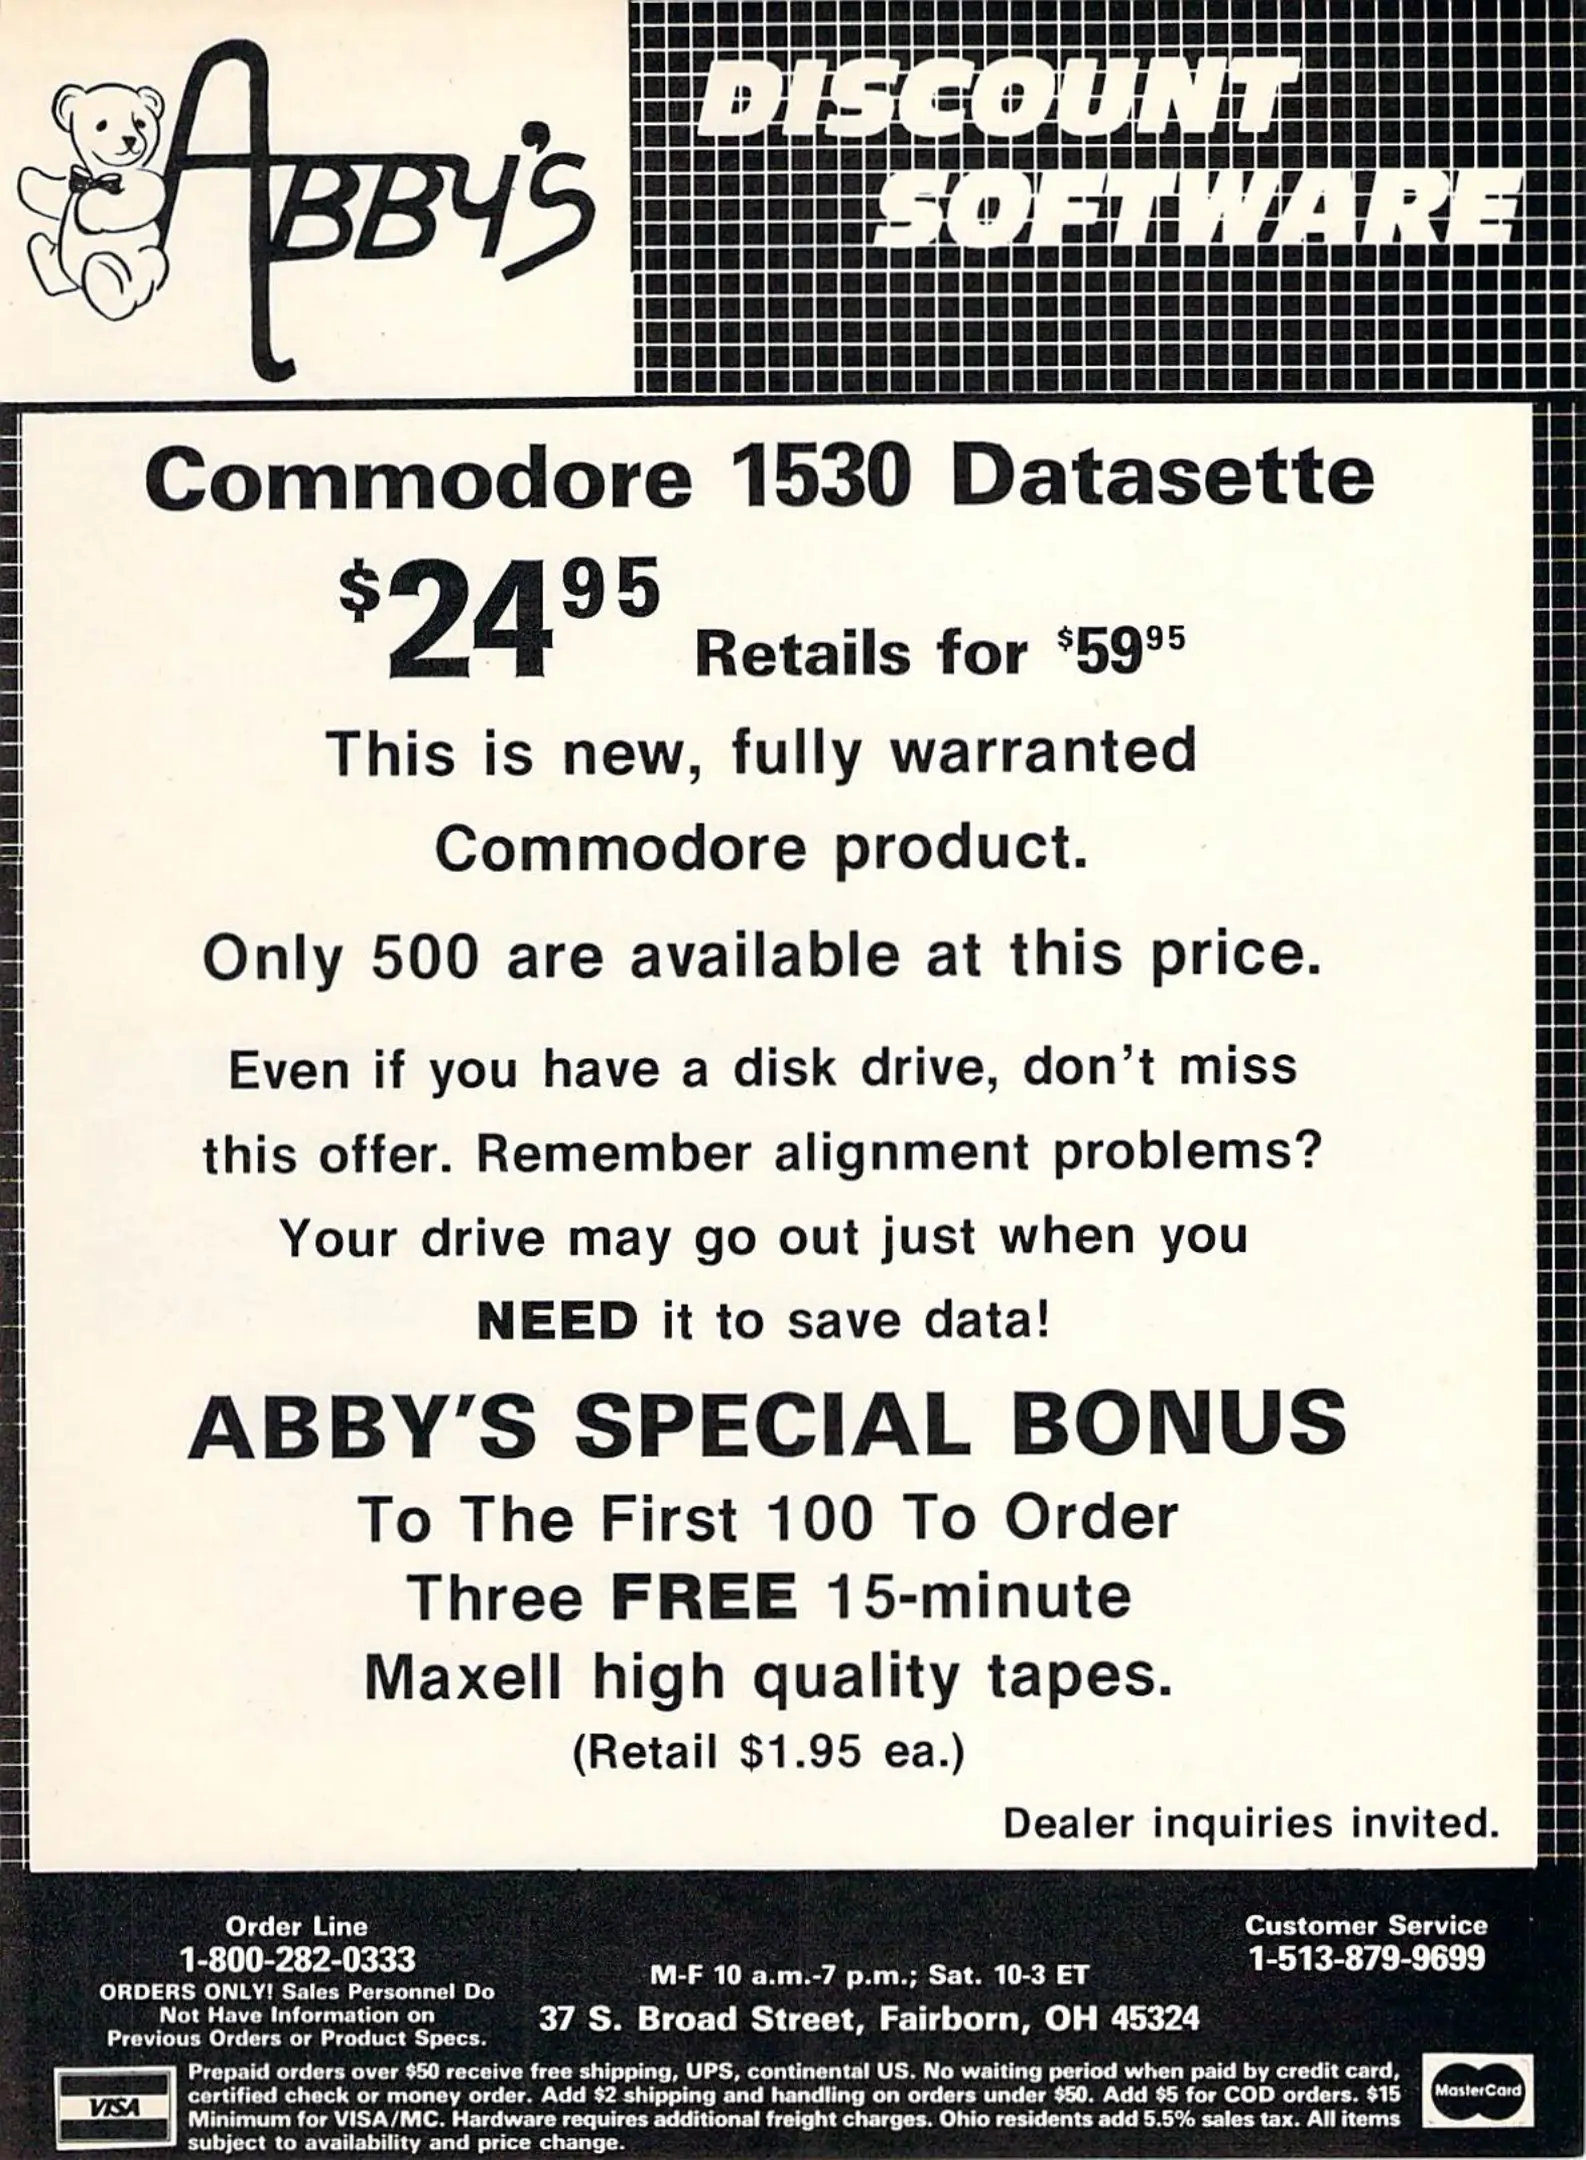 ABBY'S
DISCOUNT
SOFTWARE
Commodore 1530 Datasette
$24 95 Retails for $59 95
This is new, fully warranted
Commodore product.
Only 500 are available at this price.
Even if you have a disk drive, don't miss
this offer. Remember alignment problems?
Your drive may go out just when you
NEED it to save data!
ABBY'S SPECIAL BONUS
To The First 100 To Order
Three FREE 15-minute
Maxell high quality tapes.
(Retail $1.95 ea.)
Dealer inquiries invited.
Order Line
1-800-282-0333
ORDERS ONLY! Sales Personnel Do
Not Have Information on
Previous Orders or Product Specs.
M-F 10 a.m.-7 p.m.; Sat. 10-3 ET
37 S. Broad Street, Fairborn, OH 45324
Customer Service
1-513-879-9699
VISA
Prepaid orders over $50 receive free shipping, UPS, continental US. No waiting period when paid by credit card,
certified check or money order. Add $2 shipping and handling on orders under $50. Add $5 for COD orders. $15
Minimum for VISA/MC. Hardware requires additional freight charges. Ohio residents add 5.5% sales tax. All items
subject to availability and price change.
MasterCard